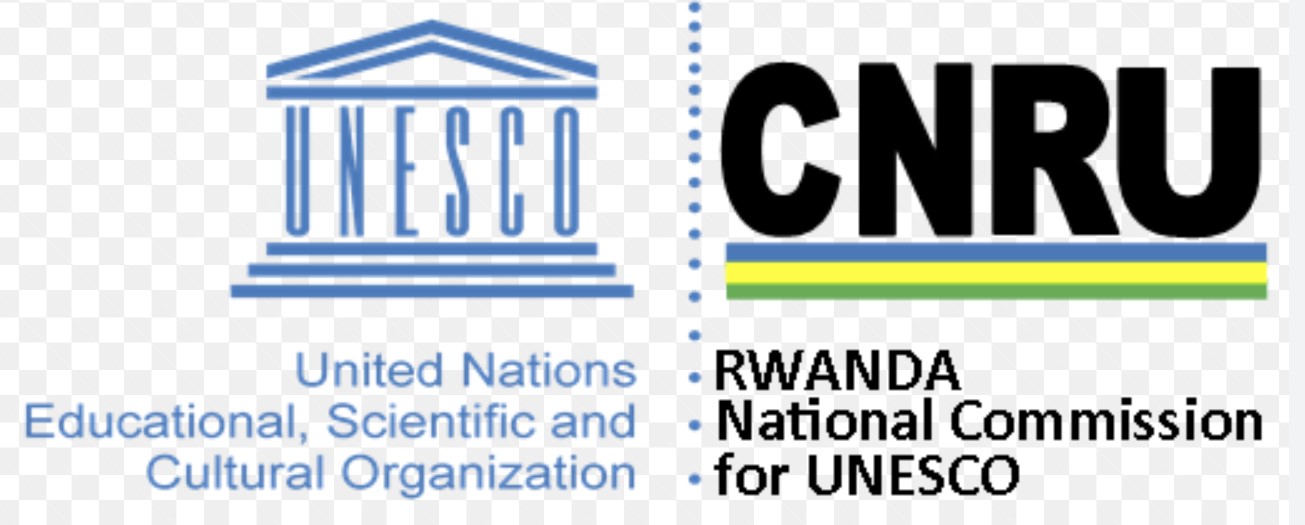 UNESCO
United Nations
Educational, Scientific and
Cultural Organization
CNRU
RWANDA
National Commission
for UNESCO